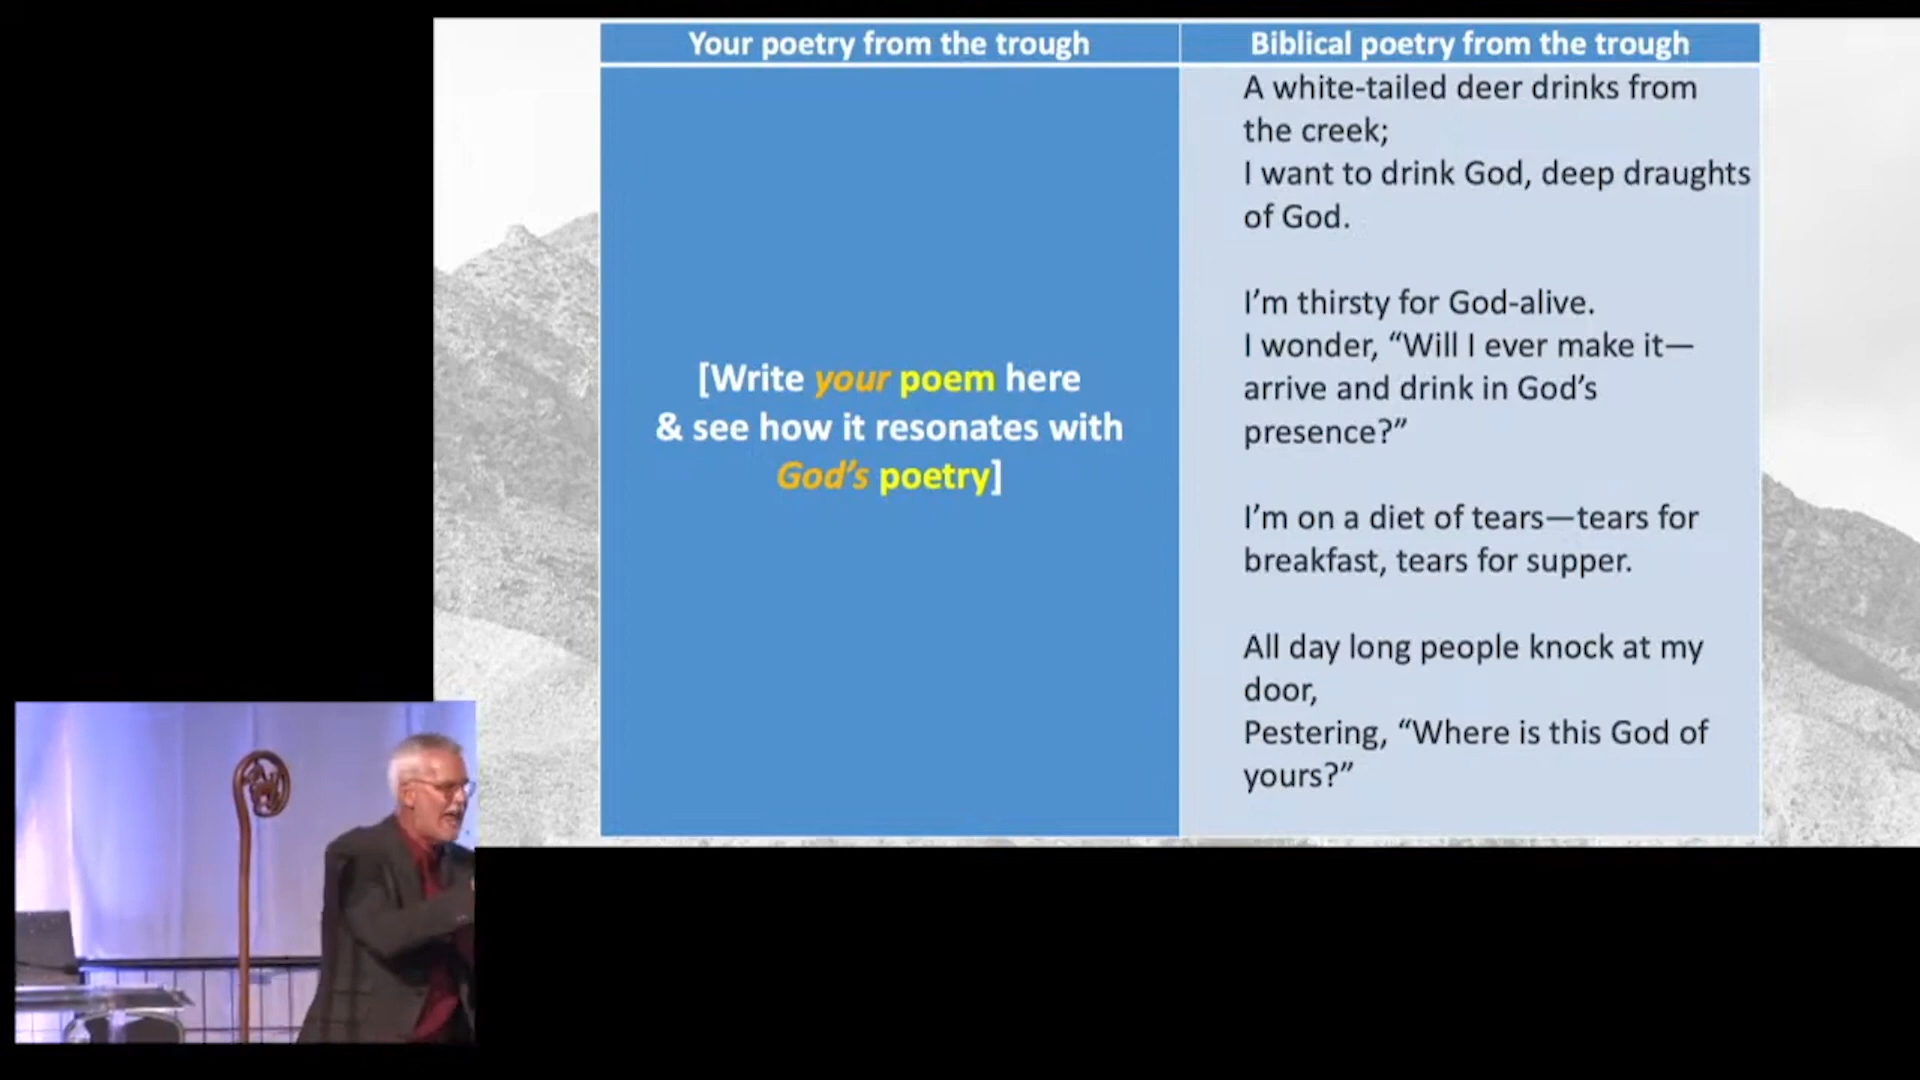 Your poetry from the trough
Biblical poetry from the trough
[Write your poem here
& see how it resonates with
God’s poetry]
A white-tailed deer drinks from
the creek;
I want to drink God, deep draughts
of God.
I’m thirsty for God-alive.
I wonder, “Will I ever make it—
arrive and drink in God’s
presence?”
I’m on a diet of tears—tears for
breakfast, tears for supper.
All day long people knock at my
door,
Pestering, “Where is this God of
yours?”